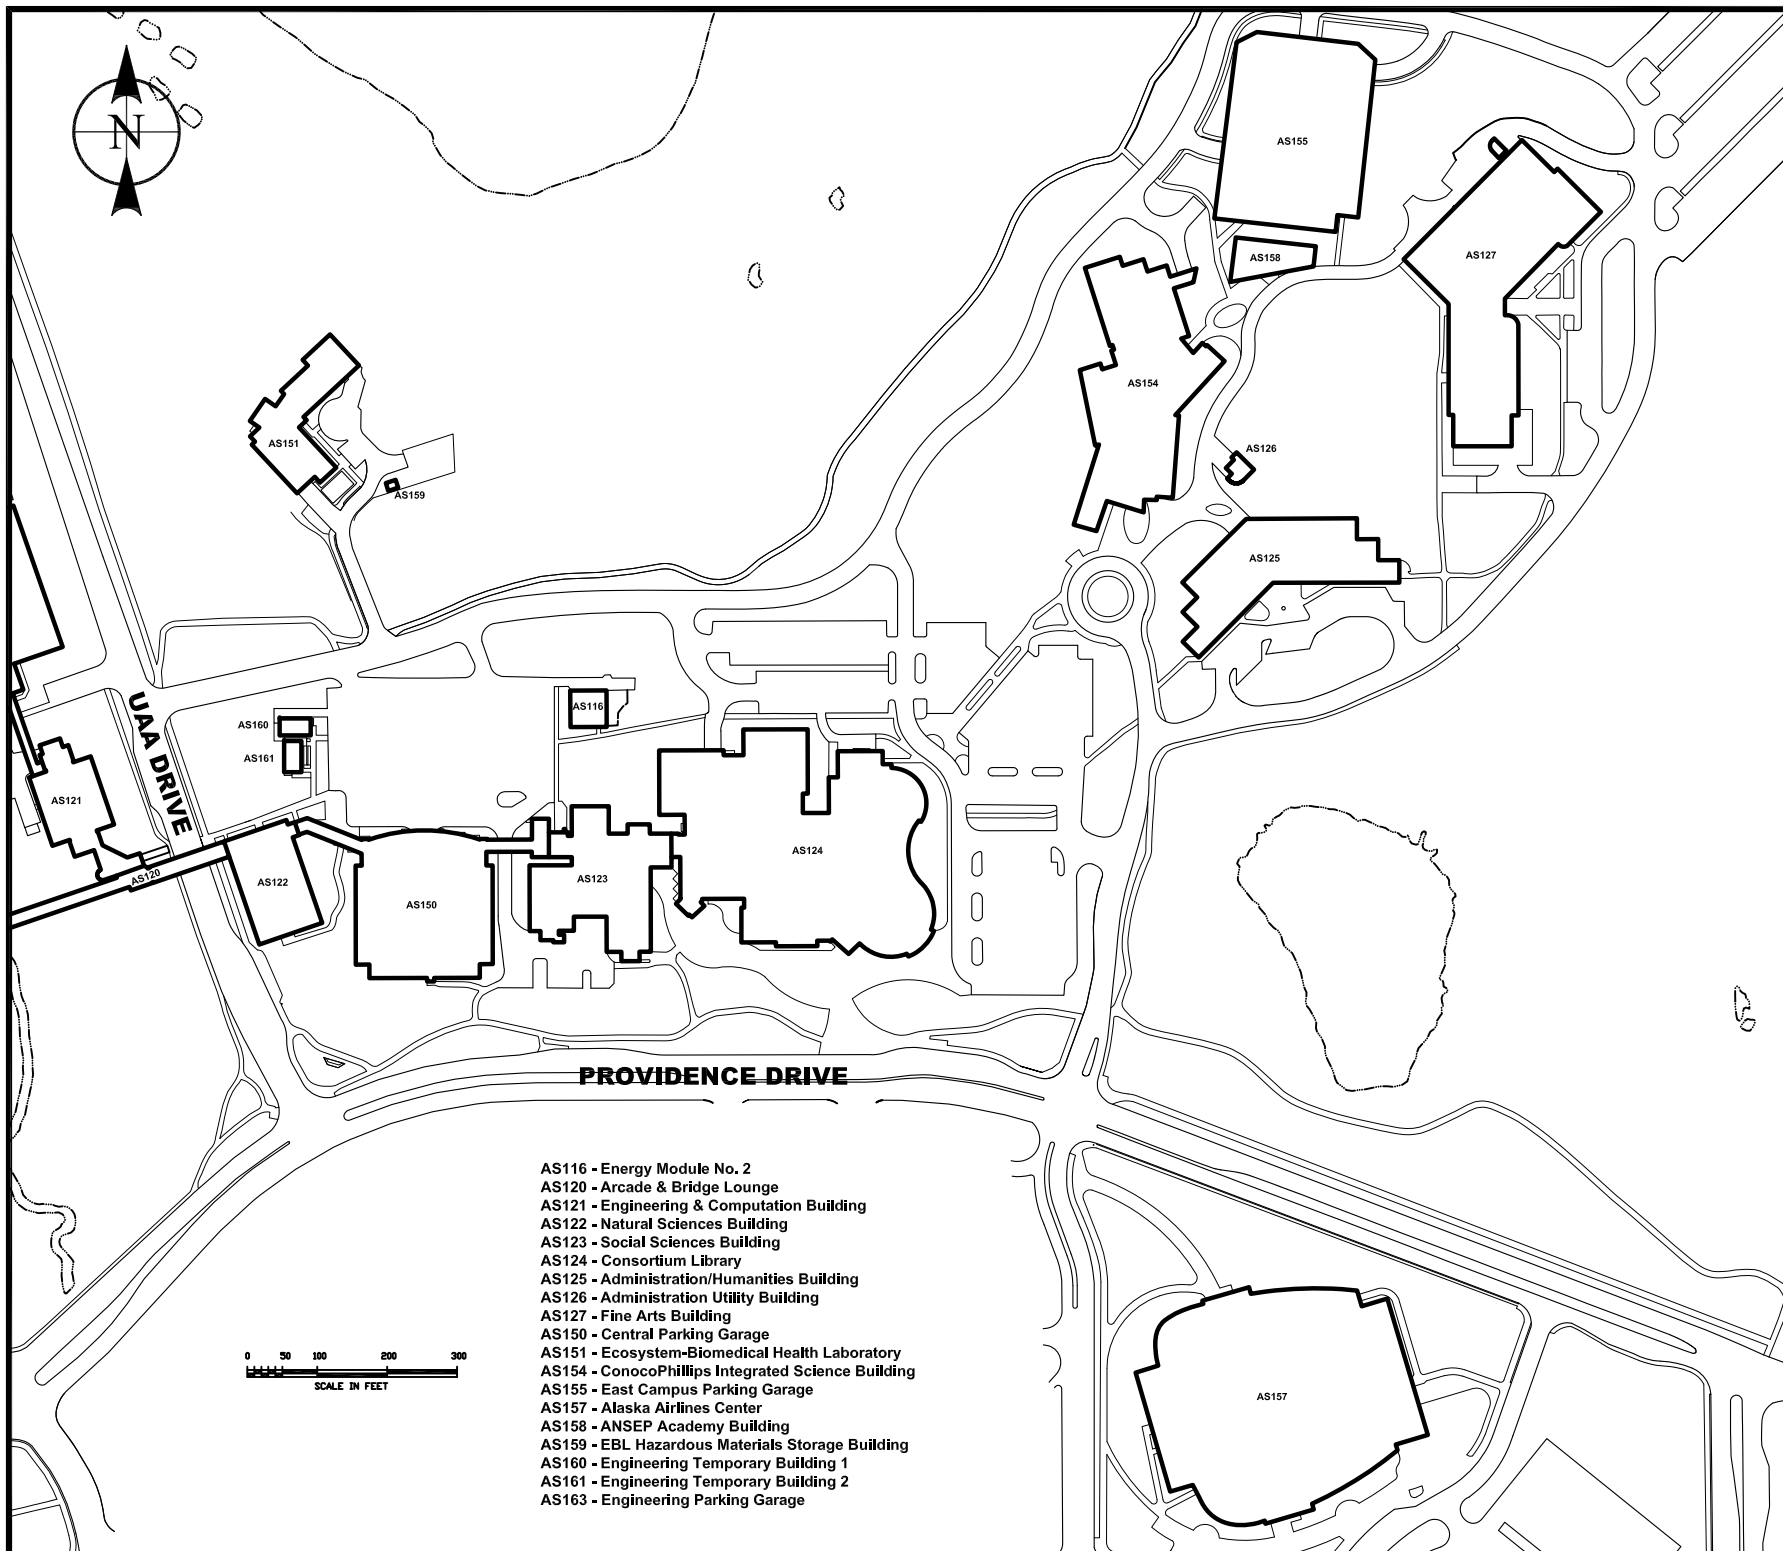 N
AS155
AS127
AS158
AS154
AS151
AS126
AS159
AS125
UAA DRIVE
AS116
AS160
AS161
AS121
AS124
AS120
AS122
AS123
AS150
PROVIDENCE DRIVE
AS116 - Energy Module No. 2
AS120 - Arcade & Bridge Lounge
AS121 - Engineering & Computation Building
AS122 - Natural Sciences Building
AS123 - Social Sciences Building
AS124 - Consortium Library
AS125 - Administration/Humanities Building
AS126 - Administration Utility Building
AS127 - Fine Arts Building
AS150 - Central Parking Garage
AS151 - Ecosystem-Biomedical Health Laboratory
AS154 - ConocoPhillips Integrated Science Building
AS155 - East Campus Parking Garage
AS157 - Alaska Airlines Center
AS158 - ANSEP Academy Building
AS159 - EBL Hazardous Materials Storage Building
AS160 - Engineering Temporary Building 1
AS161 - Engineering Temporary Building 2
AS163 - Engineering Parking Garage
0 50 100 200 300
SCALE IN FEET
AS157